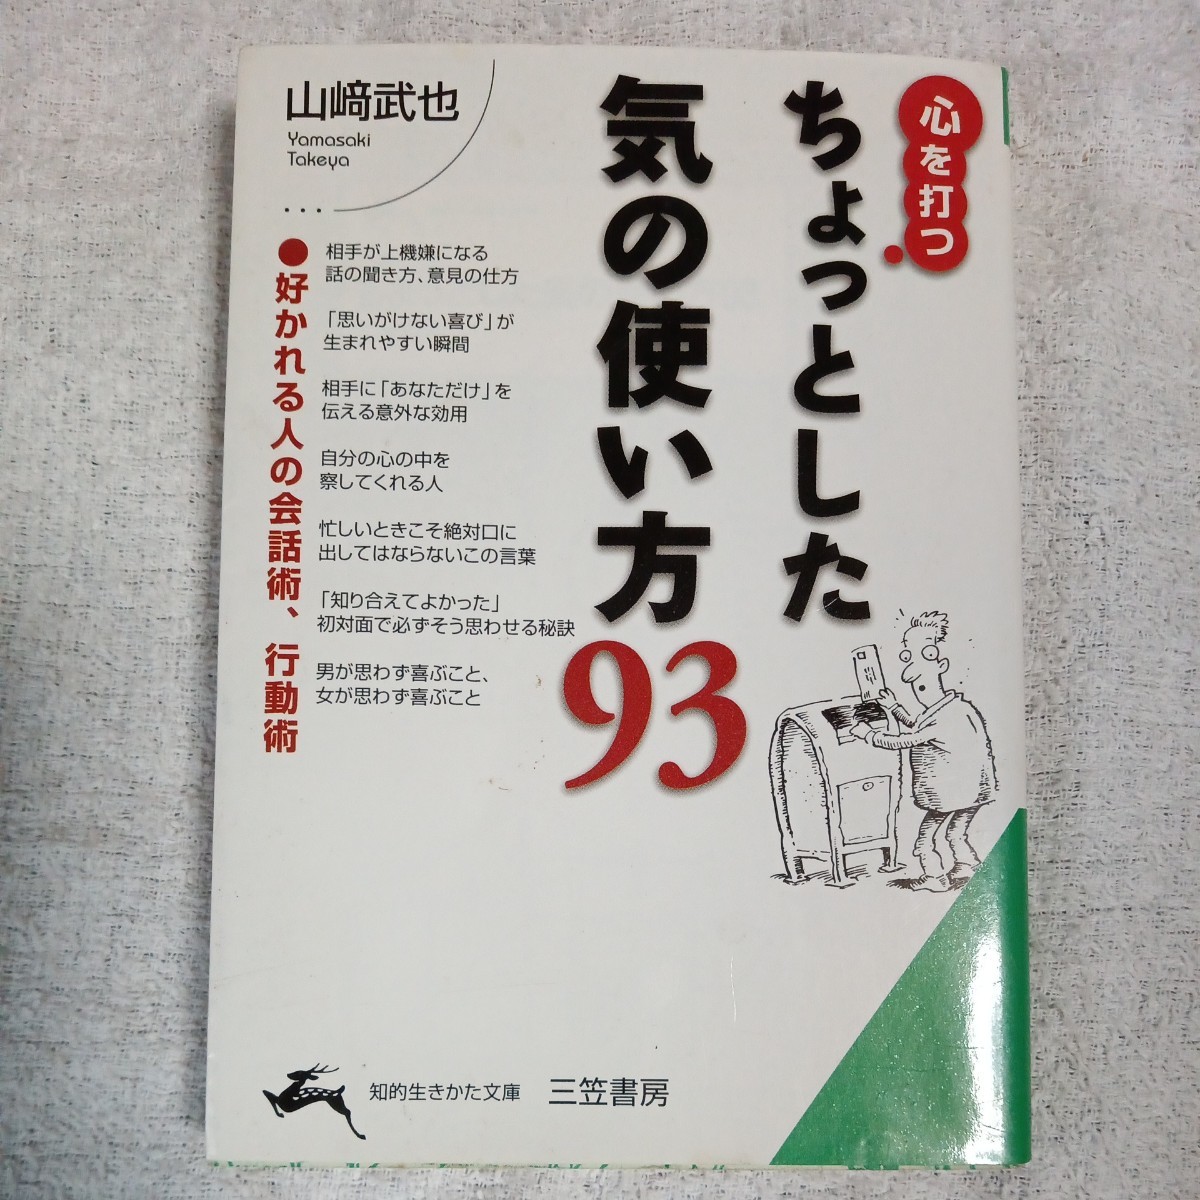 心を打つ
ちょっとした
気の使い方
93
山﨑武也
Yamasaki
Takeya
●好かれる人の会話術、行動術
相手が上機嫌になる
話の聞き方、意見の仕方
「思いがけない喜び」が
生まれやすい瞬間
相手に「あなただけ」を
伝える意外な効用
自分の心の中を
察してくれる人
忙しいときこそ絶対口に
出してはならないこの言葉
「知り合えてよかった」
初対面で必ずそう思わせる秘訣
男が思わず喜ぶこと、
女が思わず喜ぶこと
知的生きかた文庫 三笠書房